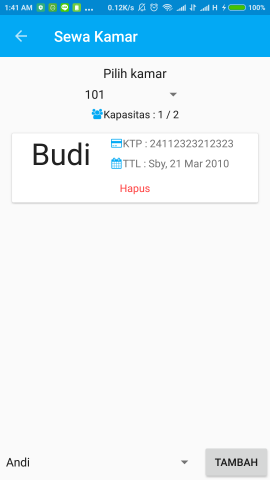 1:41 AM ... 0.12K/s H 100%
Sewa Kamar
Pilih kamar
101
Kapasitas : 1 / 2
Budi
KTP : 24112323212323
TTL : Sby, 21 Mar 2010
Hapus
Andi
TAMBAH